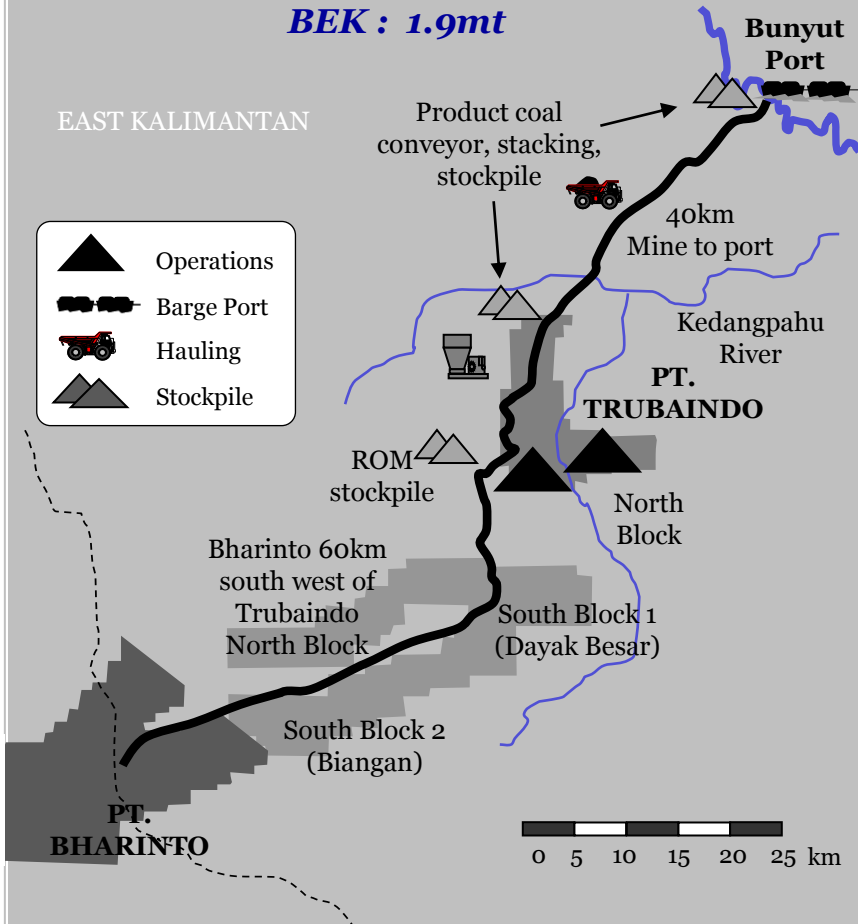 BEK : 1.9mt
Bunyut
Port
EAST KALIMANTAN
Product coal
conveyor, stacking,
stockpile
40km
Mine to port
Operations
Barge Port
Hauling
Stockpile
Kedangpahu
River
PT.
TRUBAINDO
ROM
stockpile
North
Block
Bharinto 60km
south west of
Trubaindo
North Block
South Block 1
(Dayak Besar)
South Block 2
(Biangan)
PT.
BHARINTO
0 5 10 15 20 25 km